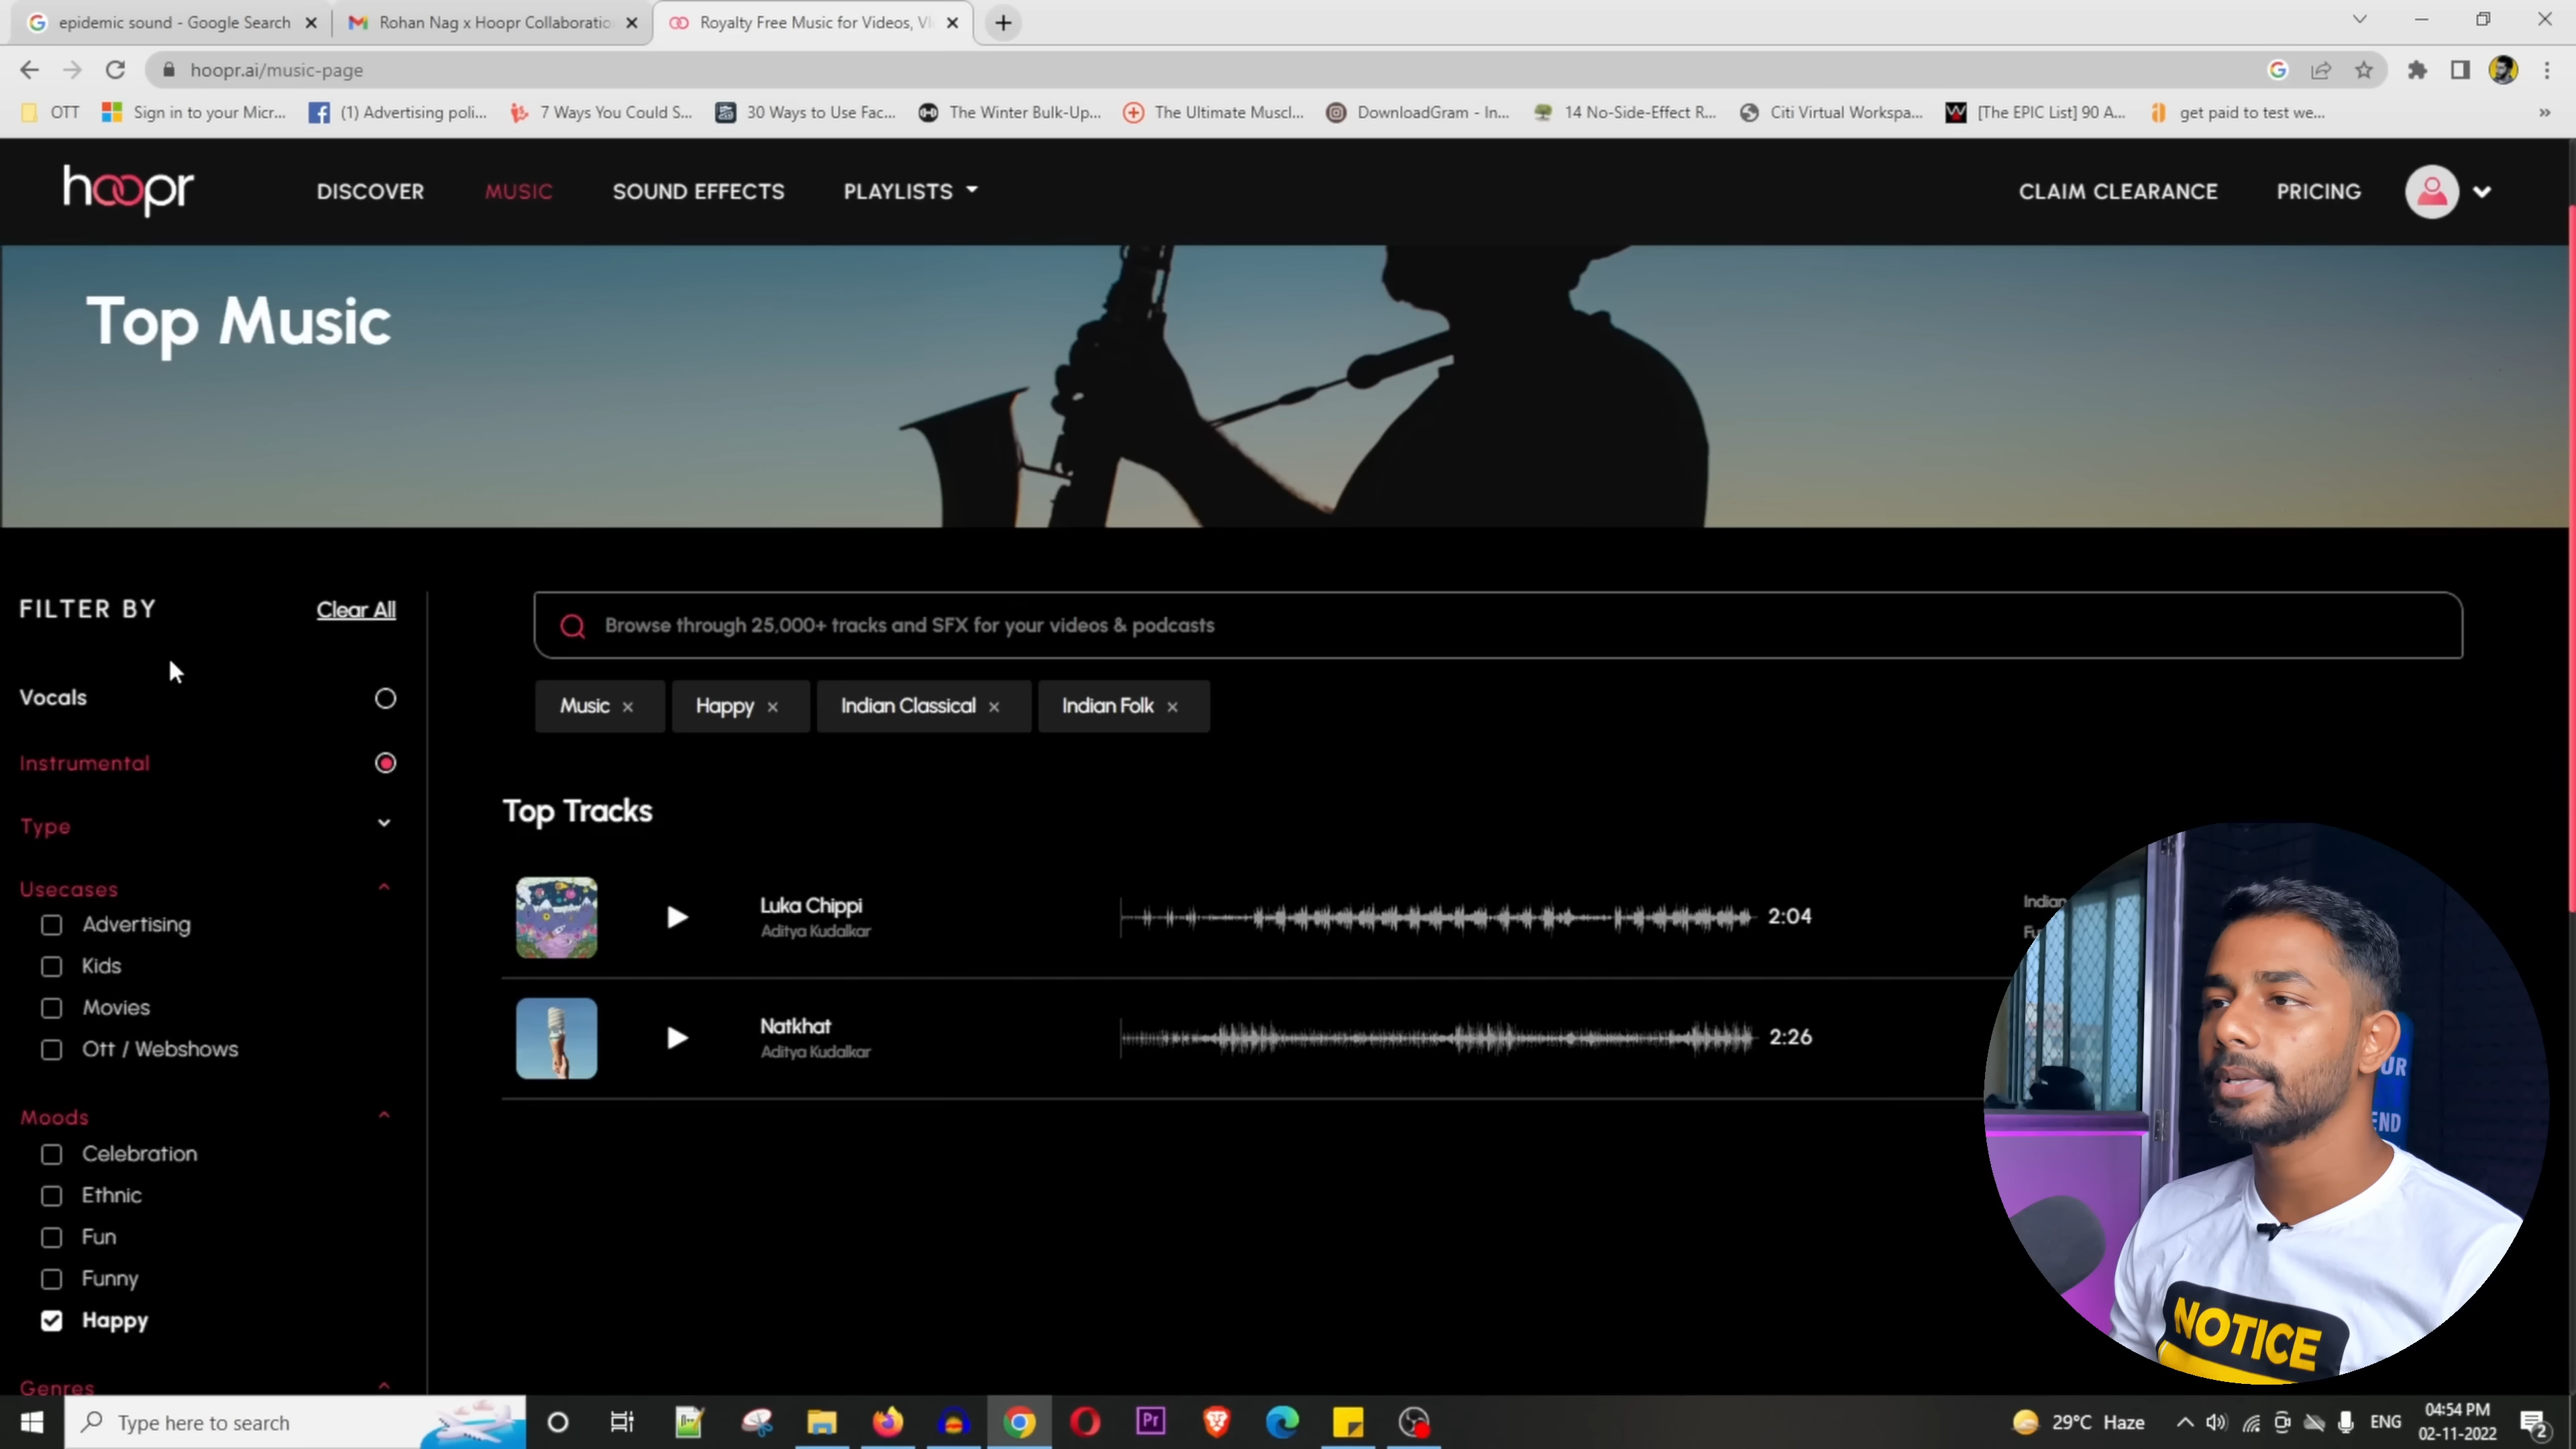 epidemic sound - Google Search
Rohan Nag x Hoopr Collaboratio
Royalty Free Music for Videos, Vl
hoopr.ai/music-page
OTT
Sign in to your Micr...
(1) Advertising poli...
7 Ways You Could S...
30 Ways to Use Fac...
The Winter Bulk-Up...
The Ultimate Muscl...
DownloadGram - In...
14 No-Side-Effect R...
Citi Virtual Workspa...
[The EPIC List] 90 A...
get paid to test we...
hoopr
DISCOVER
MUSIC
SOUND EFFECTS
PLAYLISTS
CLAIM CLEARANCE
PRICING
Top Music
FILTER BY
Clear All
Browse through 25,000+ tracks and SFX for your videos & podcasts
Vocals
Music ×
Happy ×
Indian Classical ×
Indian Folk ×
Instrumental
Type
Top Tracks
Usecases
Advertising
Kids
Movies
Ott / Webshows
Luka Chippi
Aditya Kudalkar
2:04
Indian
Natkhat
Aditya Kudalkar
2:26
Moods
Celebration
Ethnic
Fun
Funny
Happy
Genres
NOTICE
Type here to search
Pr
29°C Haze
ENG
04:54 PM
02-11-2022
2